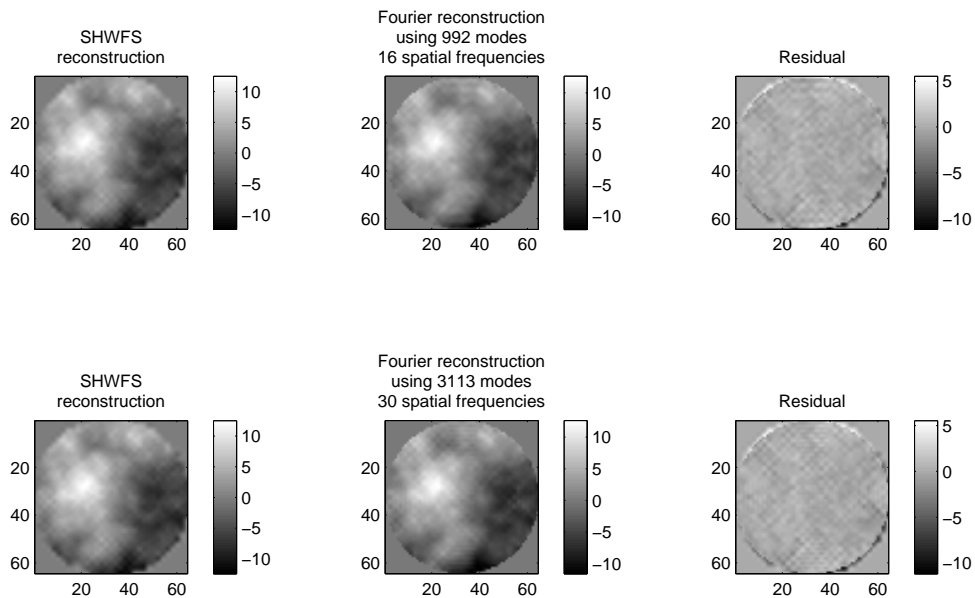 SHWFS
reconstruction
Fourier reconstruction
using 992 modes
16 spatial frequencies
Residual
20
40
60
20 40 60
10
5
0
−5
−10
20
40
60
20 40 60
10
5
0
−5
−10
20
40
60
20 40 60
5
0
−5
−10
SHWFS
reconstruction
Fourier reconstruction
using 3113 modes
30 spatial frequencies
Residual
20
40
60
20 40 60
10
5
0
−5
−10
20
40
60
20 40 60
10
5
0
−5
−10
20
40
60
20 40 60
5
0
−5
−10